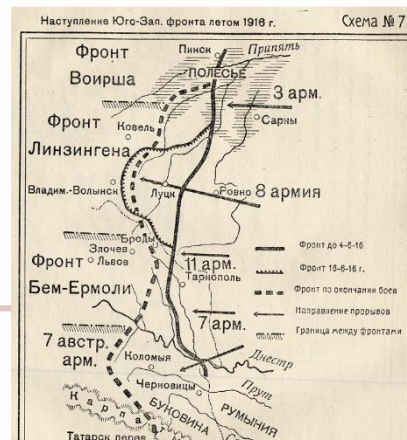 Наступление Юго-Зап. фронта летом 1916 г.
Схема № 7
Фронт
Воирша
Пинск
Припять
ПОЛЕСЬЕ
3 арм.
Сарны
Фронт
Линзингена
Ковель
Владим.-Волынск
Луцк
Ровно
8 армия
Броды
Злочев
Львов
Фронт
Бем-Ермоли
11 арм.
Тарнополь
7 арм.
7 австр.
арм.
Коломыя
Днестр
Черновицы
Прут
БУКОВИНА
РУМЫНИЯ
Карпа
Татарск. перев.
Фронт до 4-6-16
Фронт 16-6-16 г.
Фронт по окончании боев
Направление прорывов
Граница между фронтами